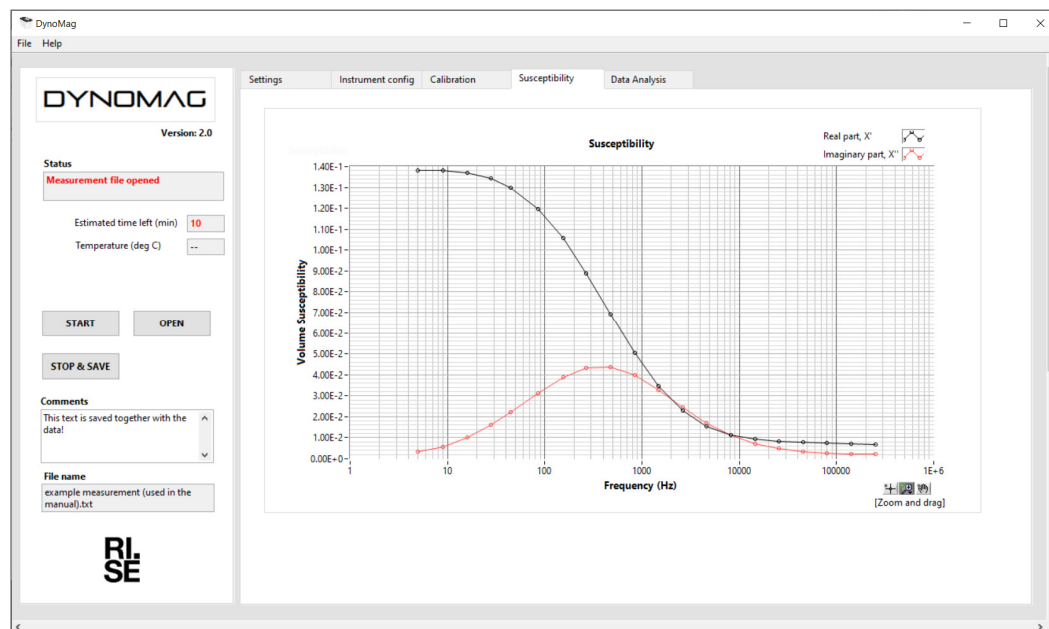 DynoMag
File Help
DYNOMAG
Version: 2.0
Status
Measurement file opened
Estimated time left (min) 10
Temperature (deg C) --
START OPEN
STOP & SAVE
Comments
This text is saved together with the
data!
File name
example measurement (used in the
manual).txt
RI.
SE
Settings Instrument config Calibration Susceptibility Data Analysis
Susceptibility
Real part, X'
Imaginary part, X''
Volume Susceptibility
1.40E-1
1.30E-1
1.20E-1
1.10E-1
1.00E-1
9.00E-2
8.00E-2
7.00E-2
6.00E-2
5.00E-2
4.00E-2
3.00E-2
2.00E-2
1.00E-2
0.00E+0
1 10 100 1000 10000 100000 1E+6
Frequency (Hz)
[Zoom and drag]